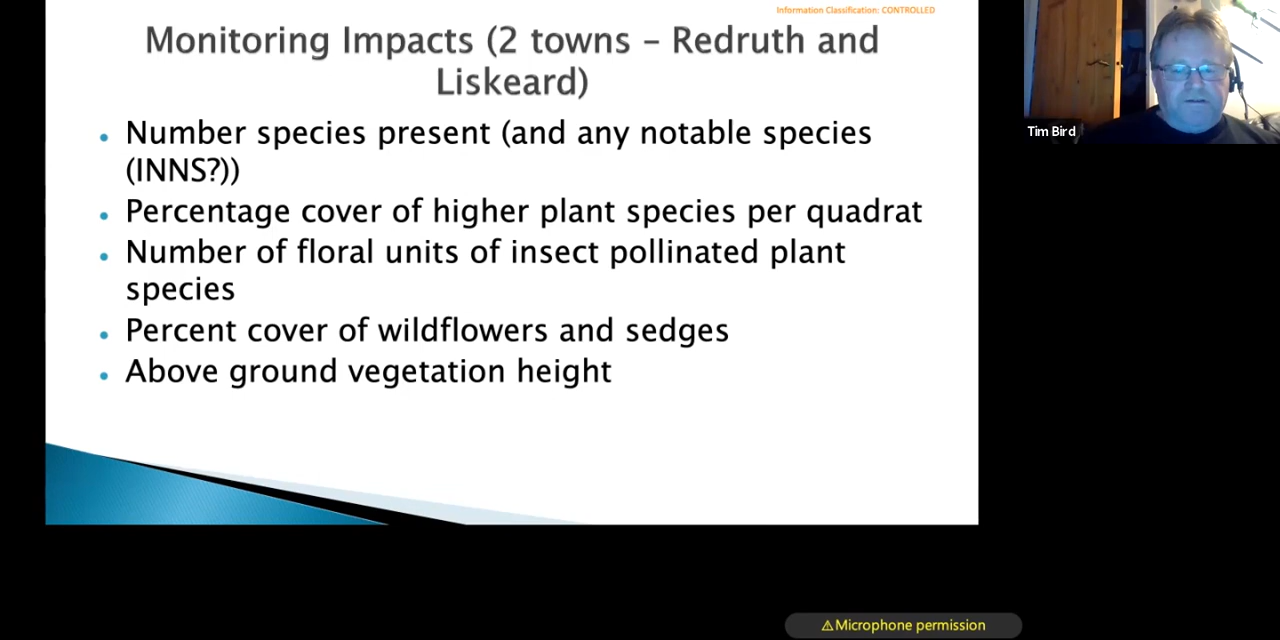 Information Classification: CONTROLLED
Monitoring Impacts (2 towns – Redruth and
Liskeard)
Number species present (and any notable species
(INNS?))
Percentage cover of higher plant species per quadrat
Number of floral units of insect pollinated plant
species
Percent cover of wildflowers and sedges
Above ground vegetation height
Tim Bird
⚠Microphone permission